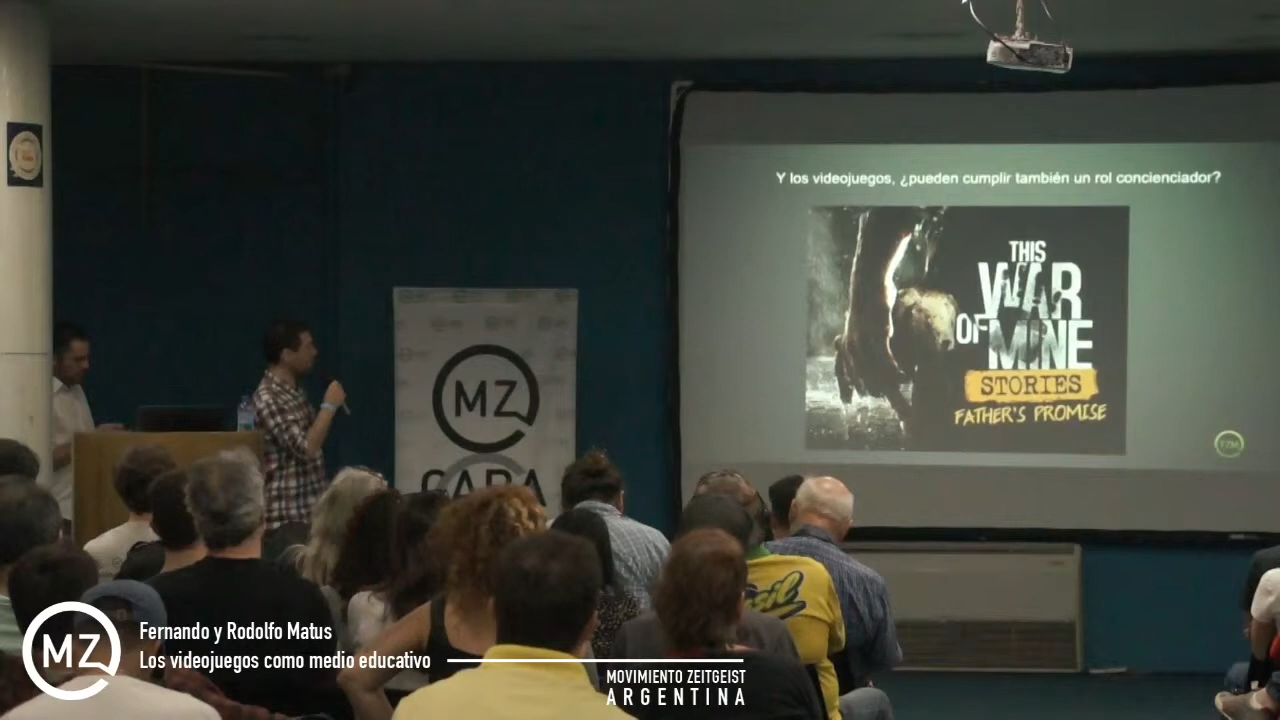 Y los videojuegos, ¿pueden cumplir también un rol concienciador?
THIS
WAR
OF MINE
STORIES
FATHER'S PROMISE
TZM
MZ
CABA
MZ
Fernando y Rodolfo Matus
Los videojuegos como medio educativo
MOVIMIENTO ZEITGEIST
ARGENTINA